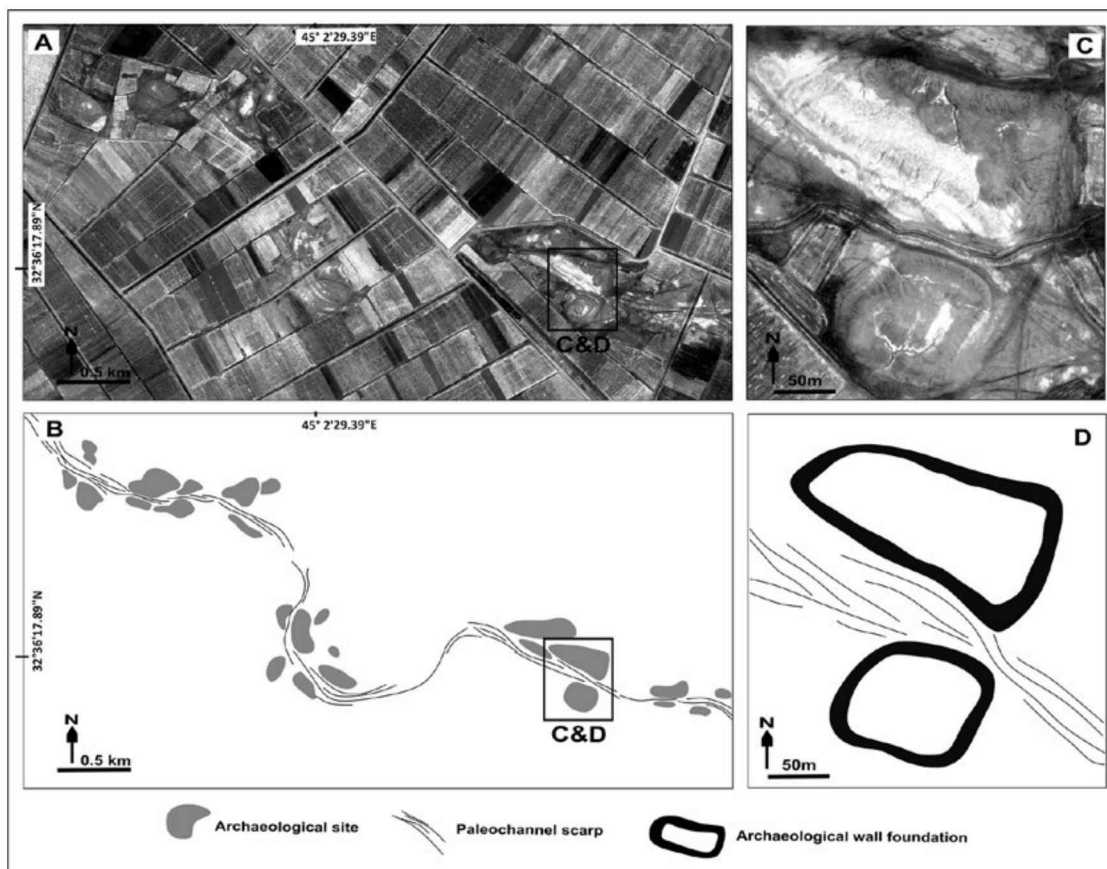 A
45° 2'29.39"E
32°36'17.89"N
N
0.5 km
C&D
C
N
50m
B
45° 2'29.39"E
32°36'17.89"N
N
0.5 km
C&D
D
N
50m
Archaeological site
Paleochannel scarp
Archaeological wall foundation